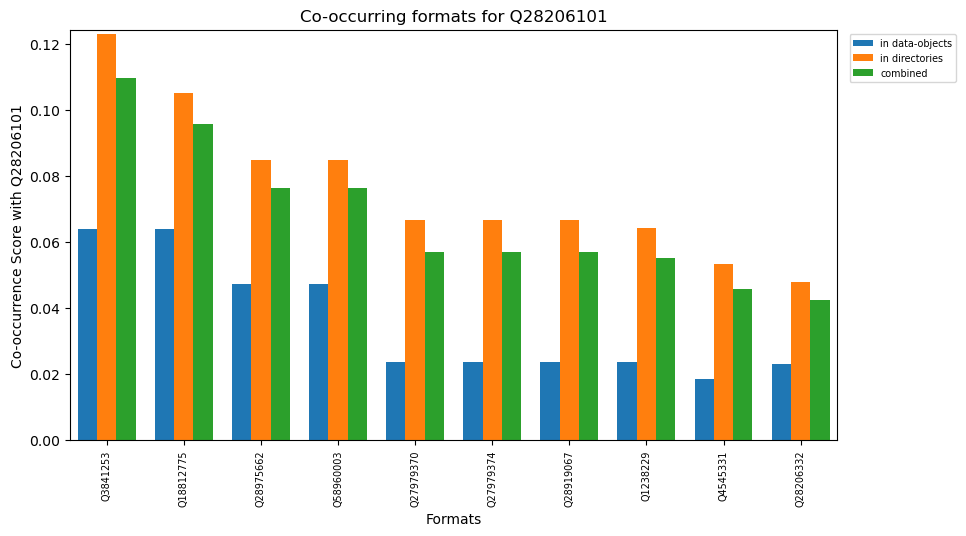 Co-occurring formats for Q28206101
in data-objects
in directories
combined
Co-occurrence Score with Q28206101
0.12
0.10
0.08
0.06
0.04
0.02
0.00
Q3841253
Q18812775
Q28975662
Q58960003
Q27979370
Q27979374
Q28919067
Q1238229
Q4545331
Q28206332
Formats